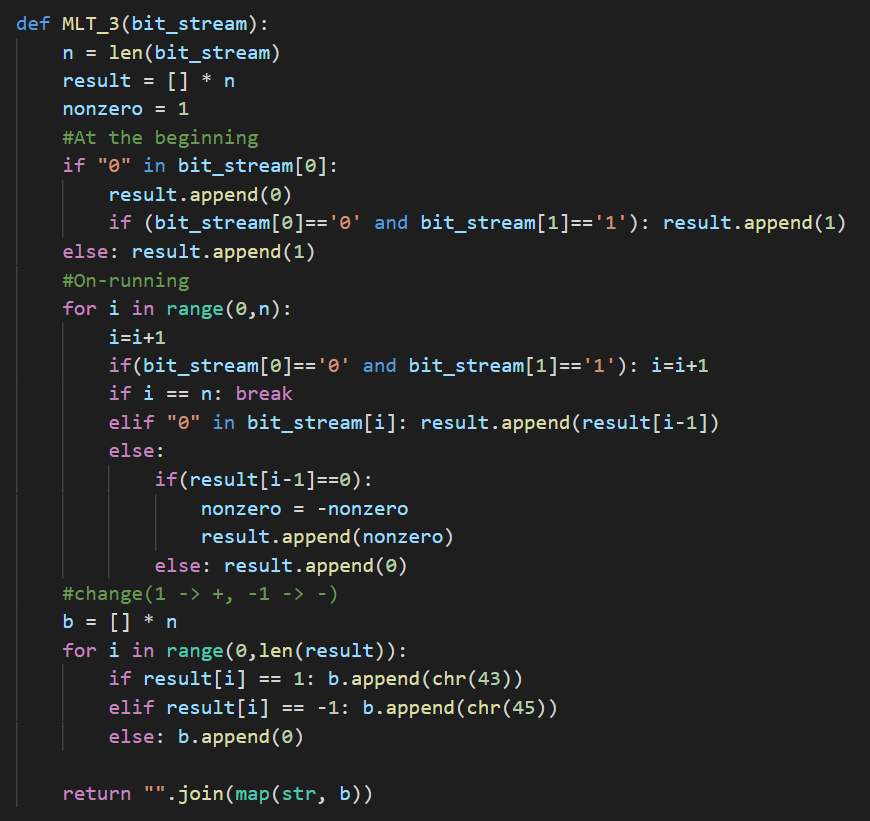 def MLT_3(bit_stream):
    n = len(bit_stream)
    result = [] * n
    nonzero = 1
    #At the beginning
    if "0" in bit_stream[0]:
        result.append(0)
        if (bit_stream[0]=='0' and bit_stream[1]=='1'): result.append(1)
    else: result.append(1)
    #On-running
    for i in range(0,n):
        i=i+1
        if(bit_stream[0]=='0' and bit_stream[1]=='1'): i=i+1
        if i == n: break
        elif "0" in bit_stream[i]: result.append(result[i-1])
        else:
            if(result[i-1]==0):
                nonzero = -nonzero
                result.append(nonzero)
            else: result.append(0)
    #change(1 -> +, -1 -> -)
    b = [] * n
    for i in range(0,len(result)):
        if result[i] == 1: b.append(chr(43))
        elif result[i] == -1: b.append(chr(45))
        else: b.append(0)

    return "".join(map(str, b))